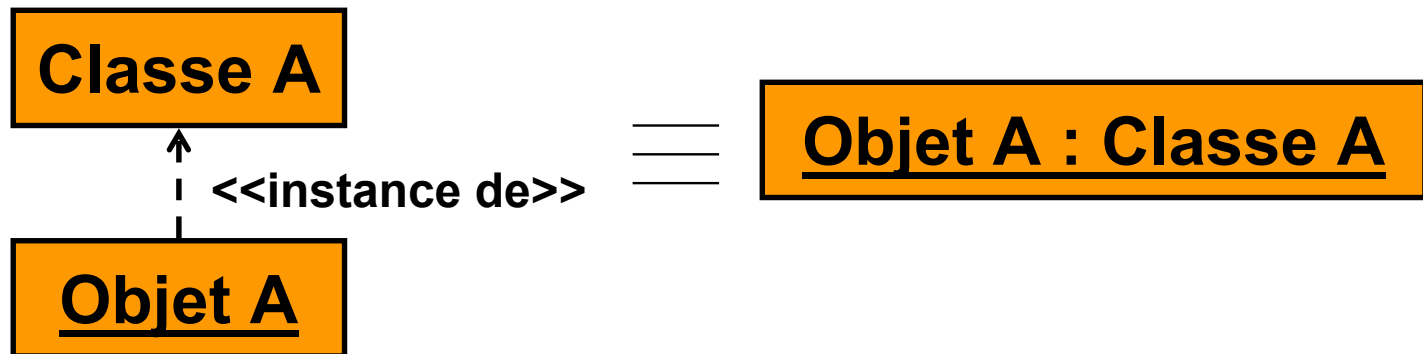 Classe A
<<instance de>>
Objet A
Objet A : Classe A